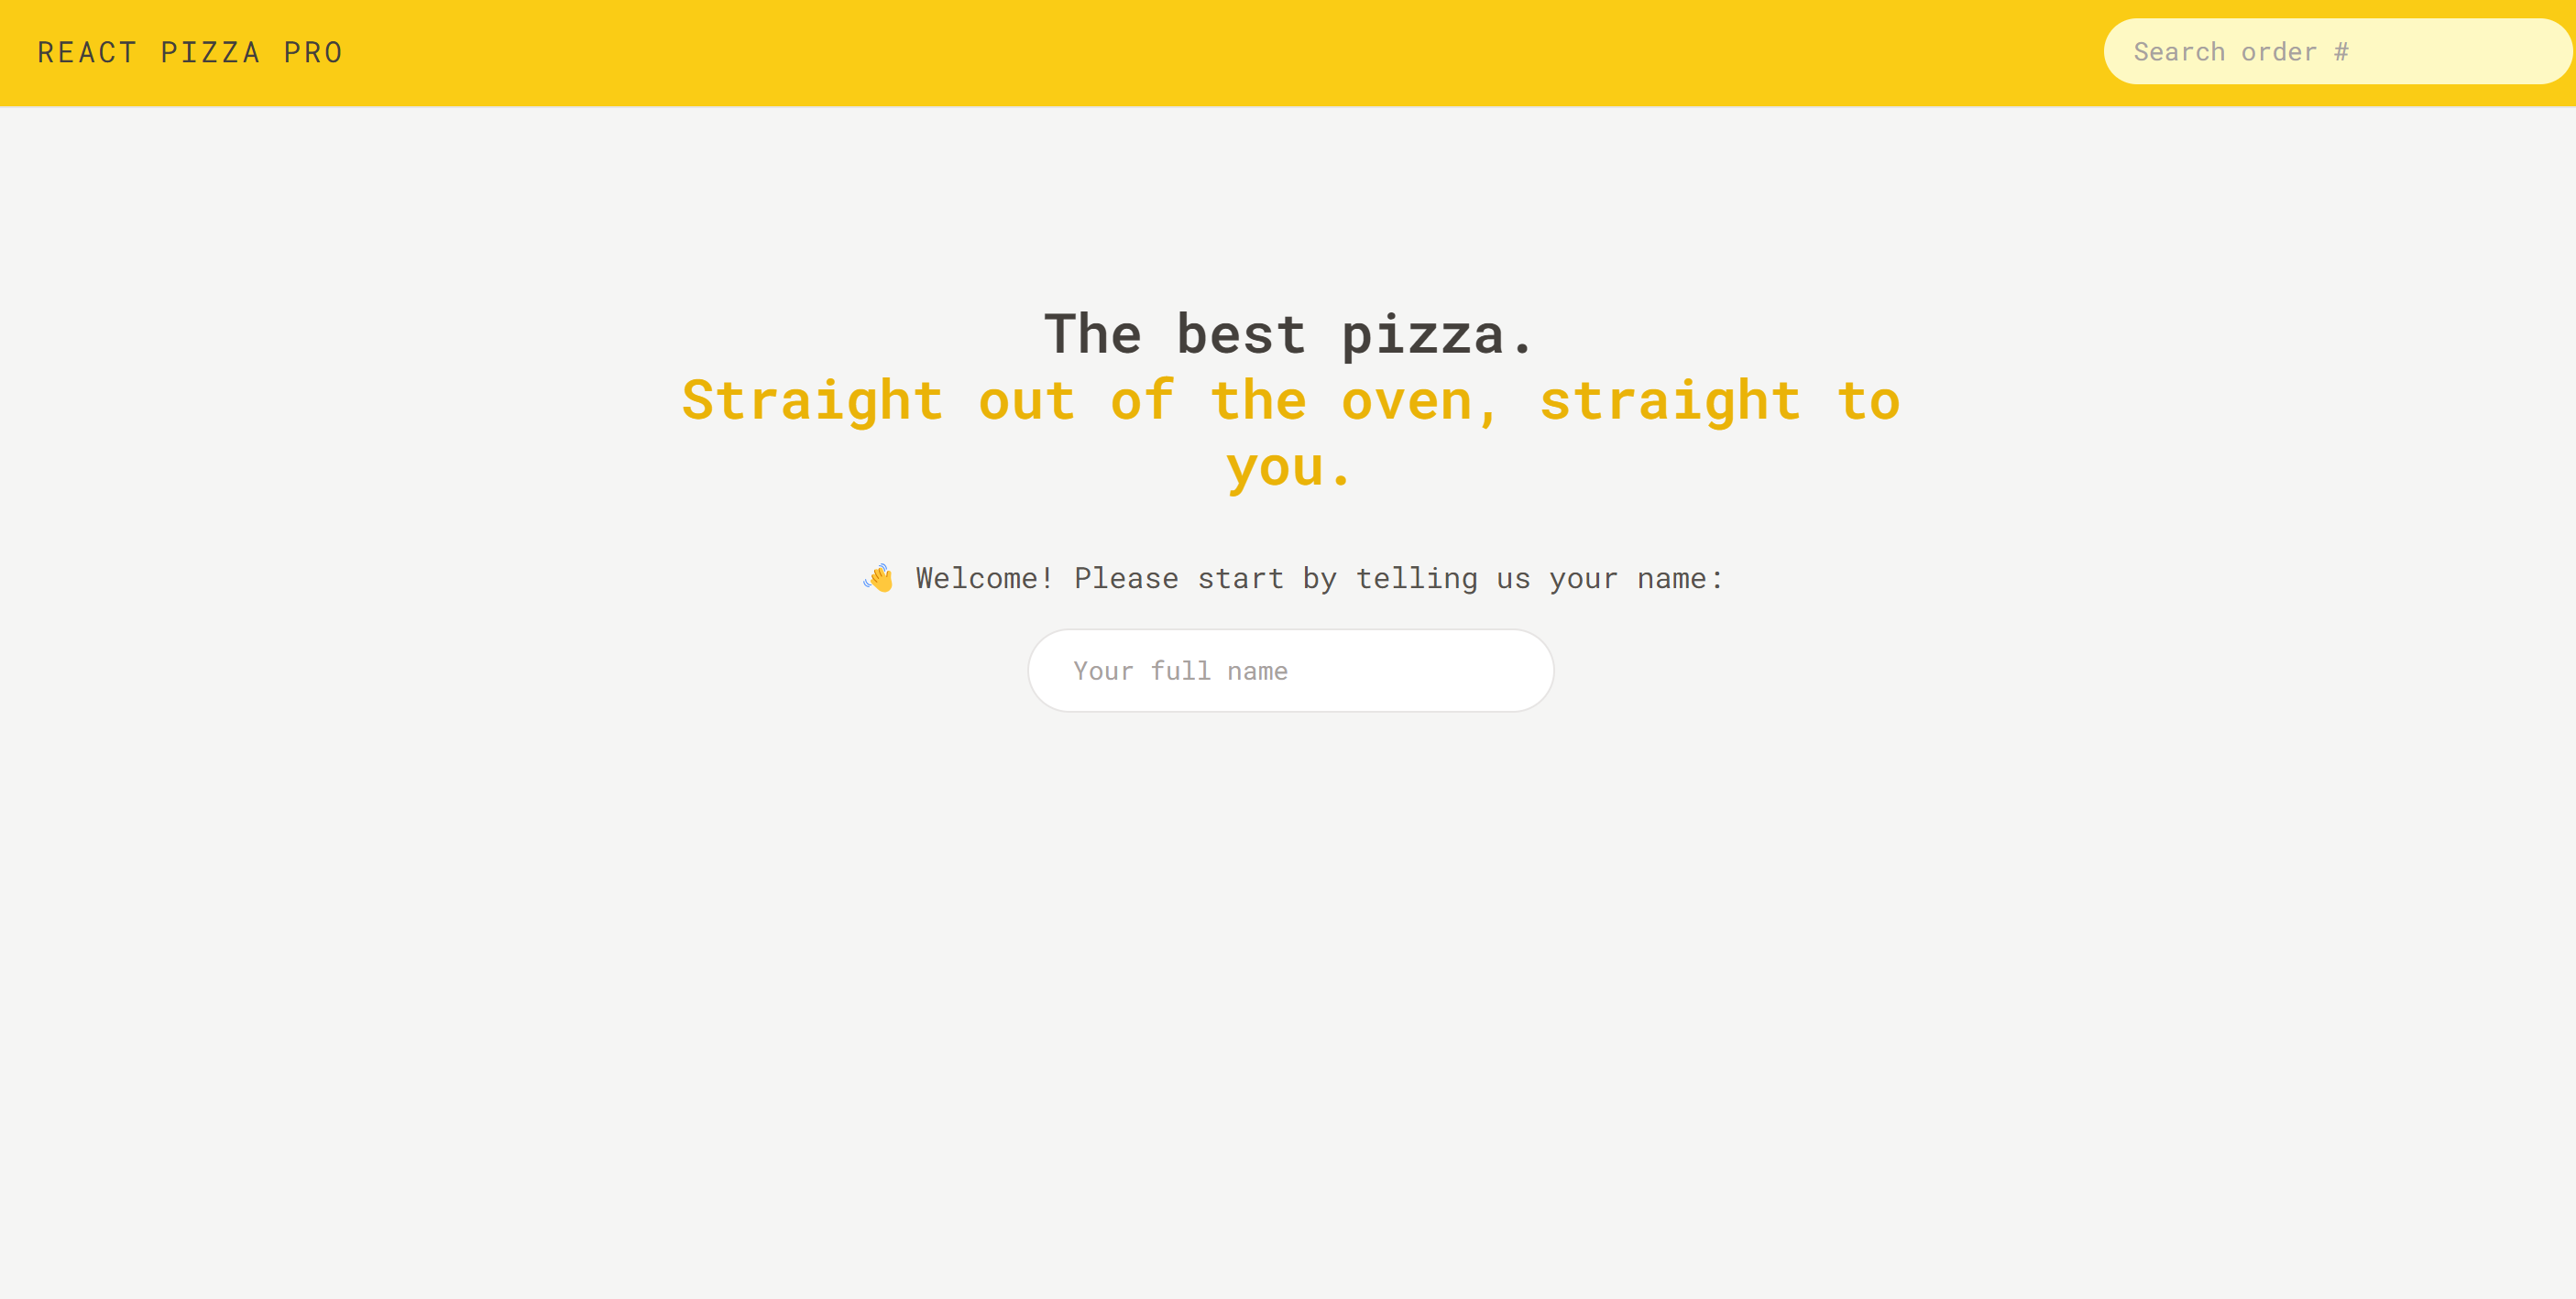 REACT PIZZA PRO
Search order #
The best pizza.
Straight out of the oven, straight to
you.
👋 Welcome! Please start by telling us your name:
Your full name